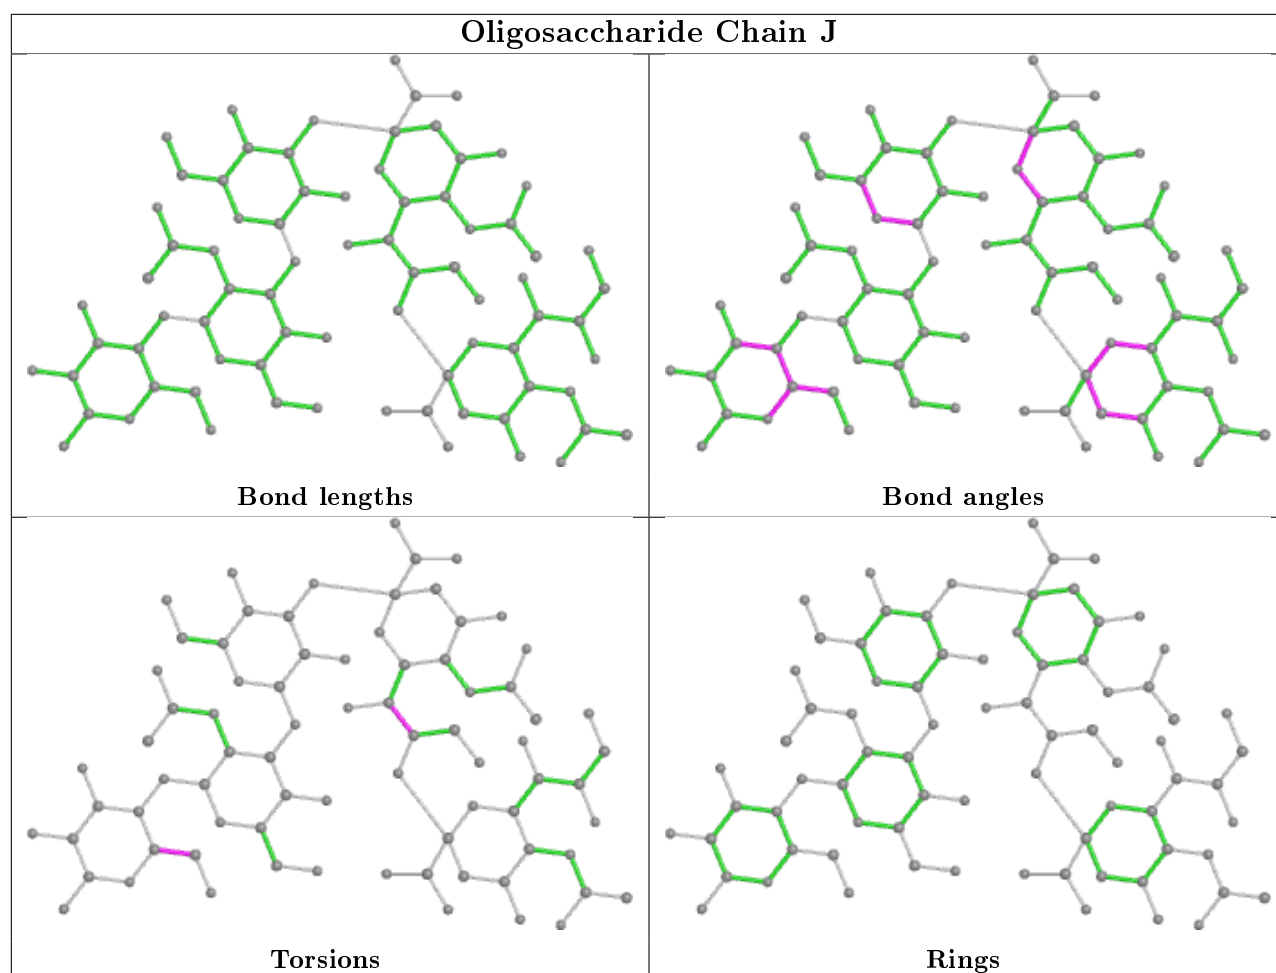 Oligosaccharide Chain J
Bond lengths
Bond angles
Torsions
Rings